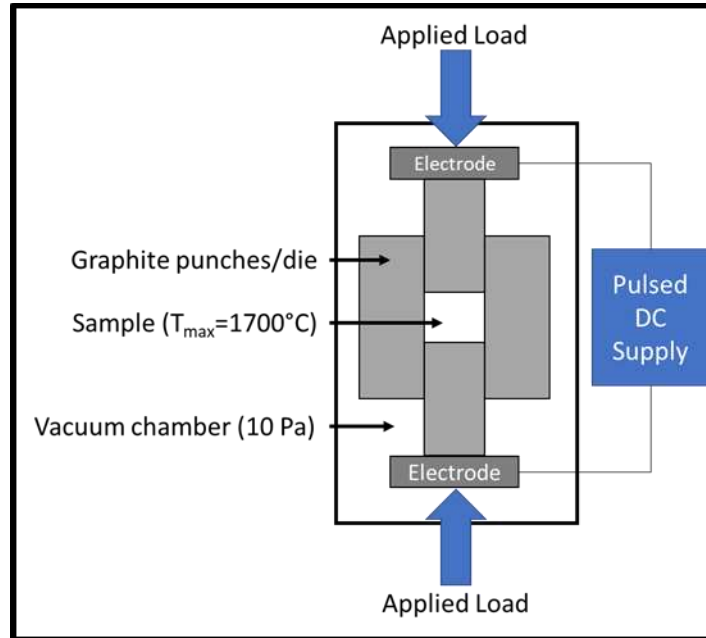 Applied Load
Electrode
Graphite punches/die
Sample (Tmax=1700°C)
Vacuum chamber (10 Pa)
Pulsed
DC
Supply
Electrode
Applied Load